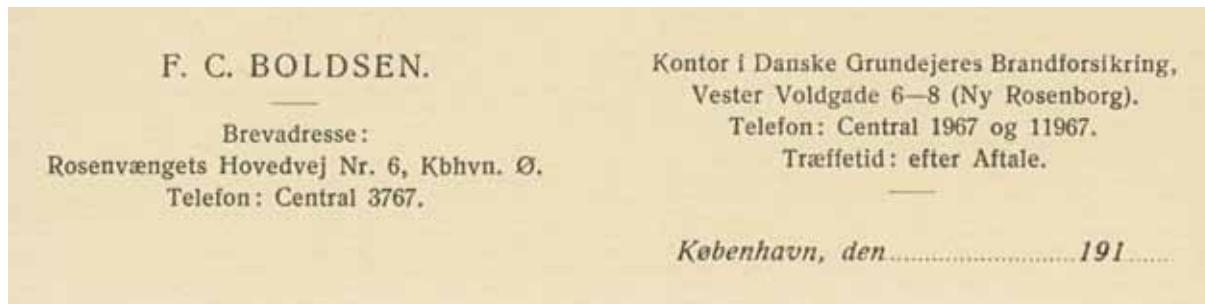 F. C. BOLDSEN.
Brevadresse:
Rosenvængets Hovedvej Nr. 6, Kbhvn. Ø.
Telefon: Central 3767.
Kontor i Danske Grundejeres Brandforsikring,
Vester Voldgade 6—8 (Ny Rosenborg).
Telefon: Central 1967 og 11967.
Træffetid: efter Aftale.
København, den.............................191.......